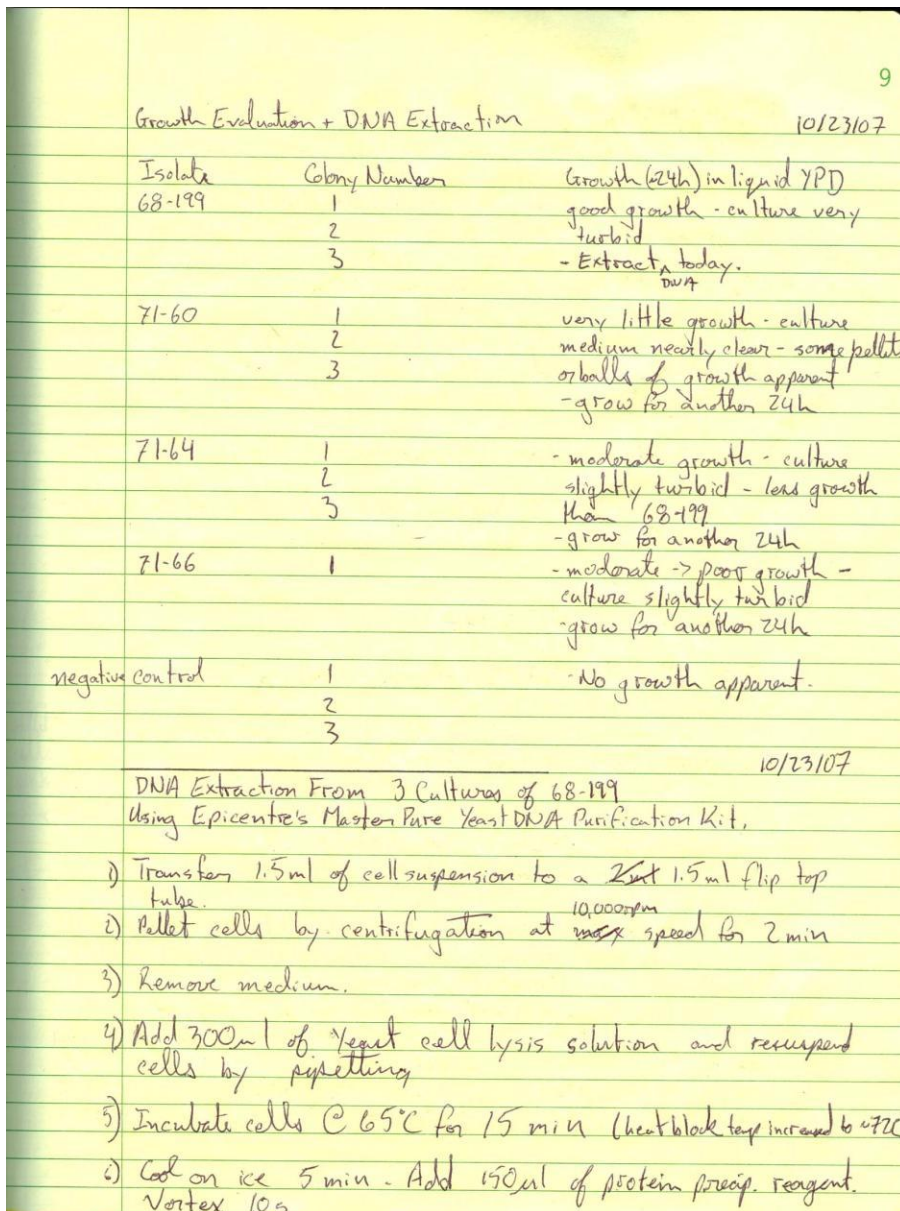 9
Growth Evaluation + DNA Extraction 10/23/07
Isolate Colony Number Growth (~24h) in liquid YPD
68-199 1 good growth - culture very
2 turbid
3 - Extract DNA today.
71-60 1 very little growth - culture
2 medium nearly clear - some pellet
3 or balls of growth apparent
- grow for another 24h
71-64 1 - moderate growth - culture
2 slightly turbid - less growth
3 than 68-199
- grow for another 24h
71-66 1 - moderate -> poor growth -
culture slightly turbid
- grow for another 24h
negative control 1 - No growth apparent.
2
3
10/23/07
DNA Extraction From 3 Cultures of 68-199
Using Epicentre's Master Pure Yeast DNA Purification Kit.
1) Transfer 1.5ml of cell suspension to a 2ml 1.5ml flip top
tube.
10,000rpm
2) Pellet cells by centrifugation at max speed for 2 min
3) Remove medium.
4) Add 300µl of Yeast cell lysis solution and resuspend
cells by pipetting
5) Incubate cells @ 65°C for 15 min (heat block temp increased to ~72C
6) Cool on ice 5 min - Add 150µl of protein precip. reagent.
Vortex 10s